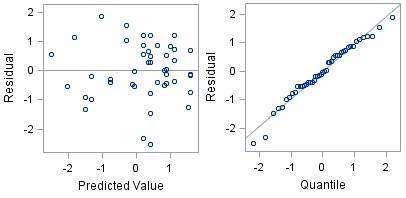 2
1
0
-1
-2
Residual
-2 -1 0 1
Predicted Value
2
1
0
-1
-2
Residual
-2 -1 0 1 2
Quantile